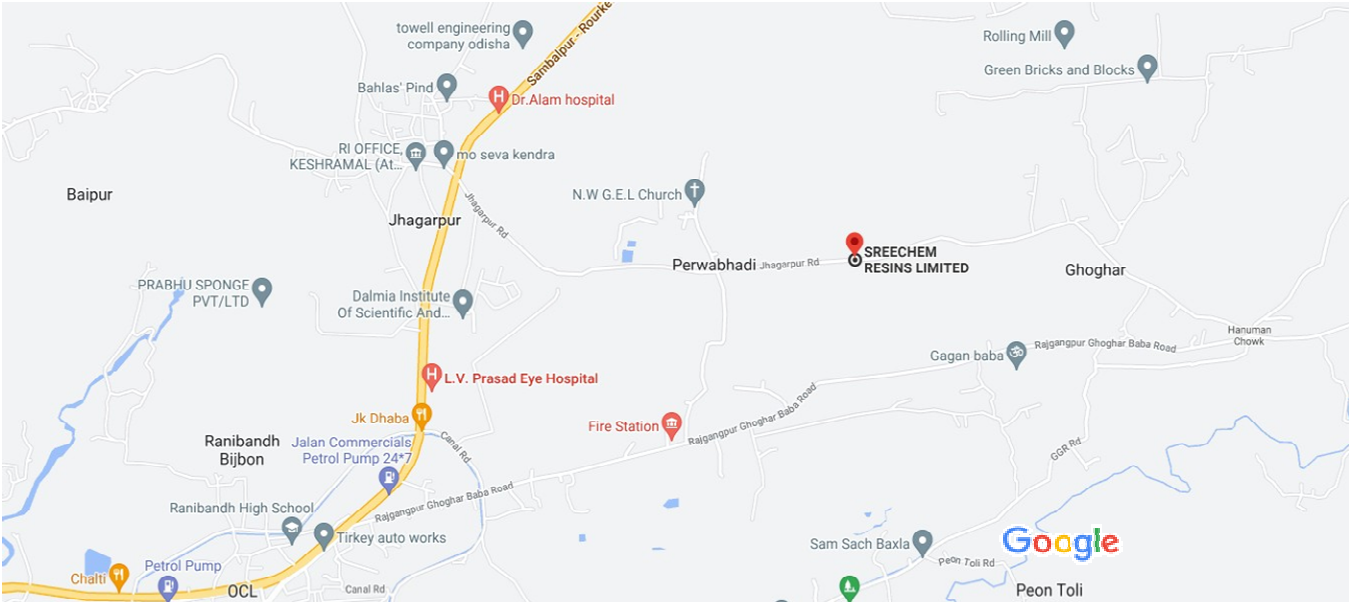 towell engineering
company odisha
Sambalpur - Rourke
Rolling Mill
Green Bricks and Blocks
Bahlas' Pind
Dr.Alam hospital
RI OFFICE,
KESHRAMAL (At...
mo seva kendra
Baipur
N.W G.E.L Church
Jhagarpur Rd
Jhagarpur
SREECHEM
RESINS LIMITED
Perwabhadi
Jhagarpur Rd
Ghoghar
PRABHU SPONGE
PVT/LTD
Dalmia Institute
Of Scientific And...
Hanuman
Chowk
Rajgangpur Ghoghar Baba Road
Gagan baba
L.V. Prasad Eye Hospital
Jk Dhaba
Fire Station
Rajgangpur Ghoghar Baba Road
Ranibandh
Bijbon
Jalan Commercials
Petrol Pump 24*7
Canal Rd
GGR Rd
Rajgangpur Ghoghar Baba Road
Ranibandh High School
Tirkey auto works
Sam Sach Baxla
Google
Peon Toli Rd
Petrol Pump
Chalti
OCL
Canal Rd
Peon Toli